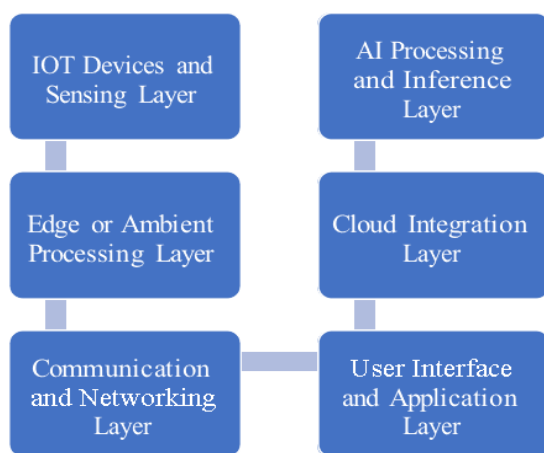 IOT Devices and
Sensing Layer
Edge or Ambient
Processing Layer
Communication
and Networking
Layer
User Interface
and Application
Layer
Cloud Integration
Layer
AI Processing
and Inference
Layer